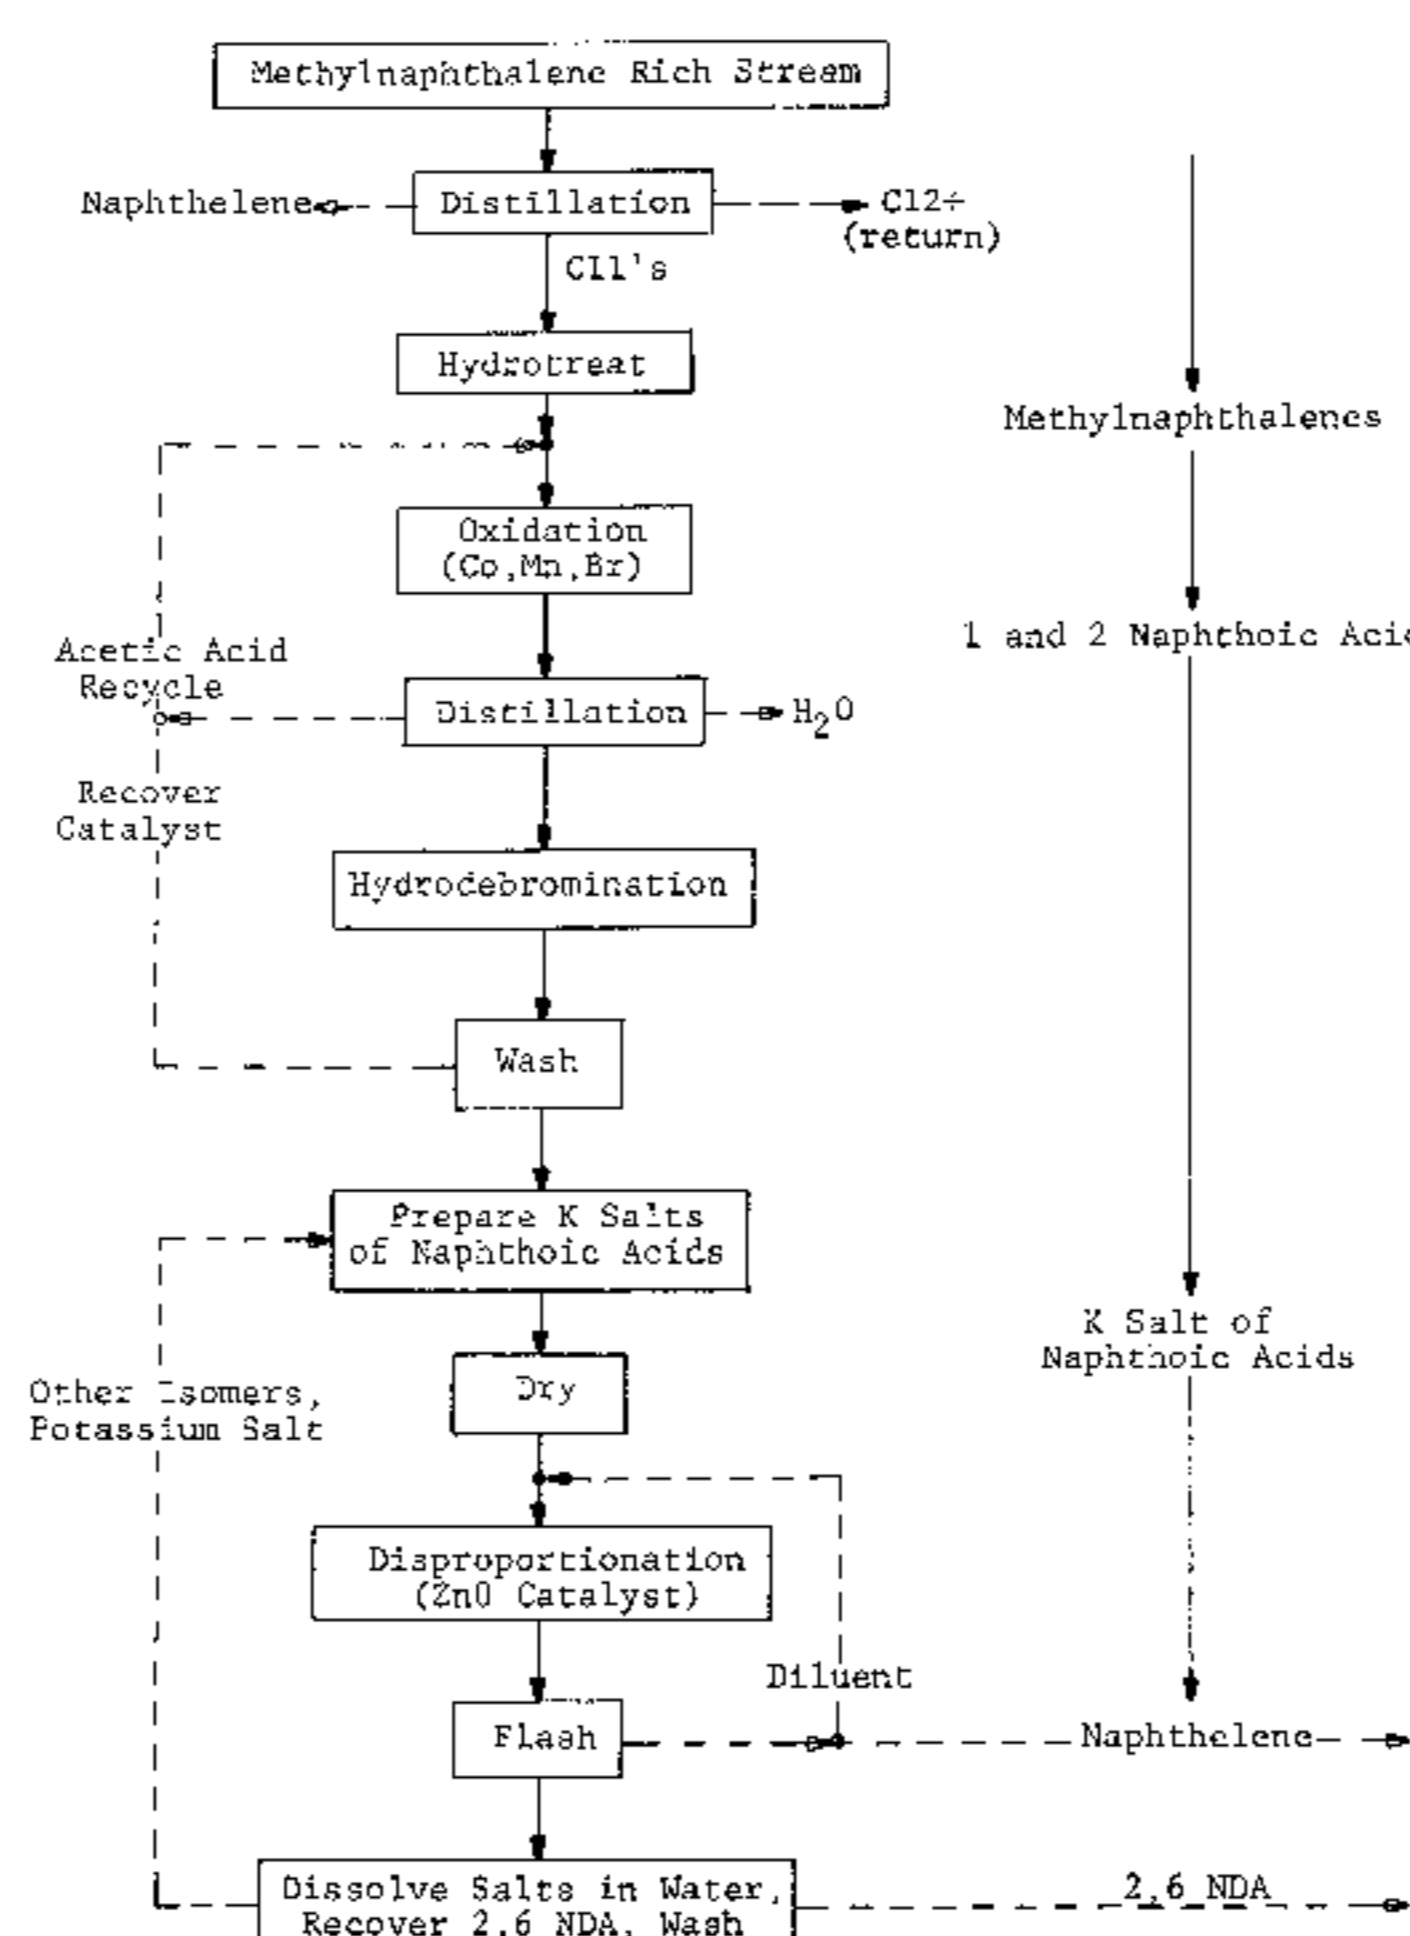 Methylnaphthalene Rich Stream
Naphthelene
Distillation
C12+
(return)
C11's
Hydrotreat
Methylnaphthalenes
Oxidation
(Co,Mn,Br)
1 and 2 Naphthoic
Acetic Acid
Recycle
Distillation
H₂O
Recover
Catalyst
Hydrodebromination
Wash
Prepare K Salts
of Naphthoic Acids
K Salt of
Naphthoic Acids
Other Isomers,
Potassium Salt
Dry
Disproportionation
(ZnO Catalyst)
Diluent
Flash
Naphthelene
Dissolve Salts in Water,
Recover 2,6 NDA, Wash
2,6 NDA